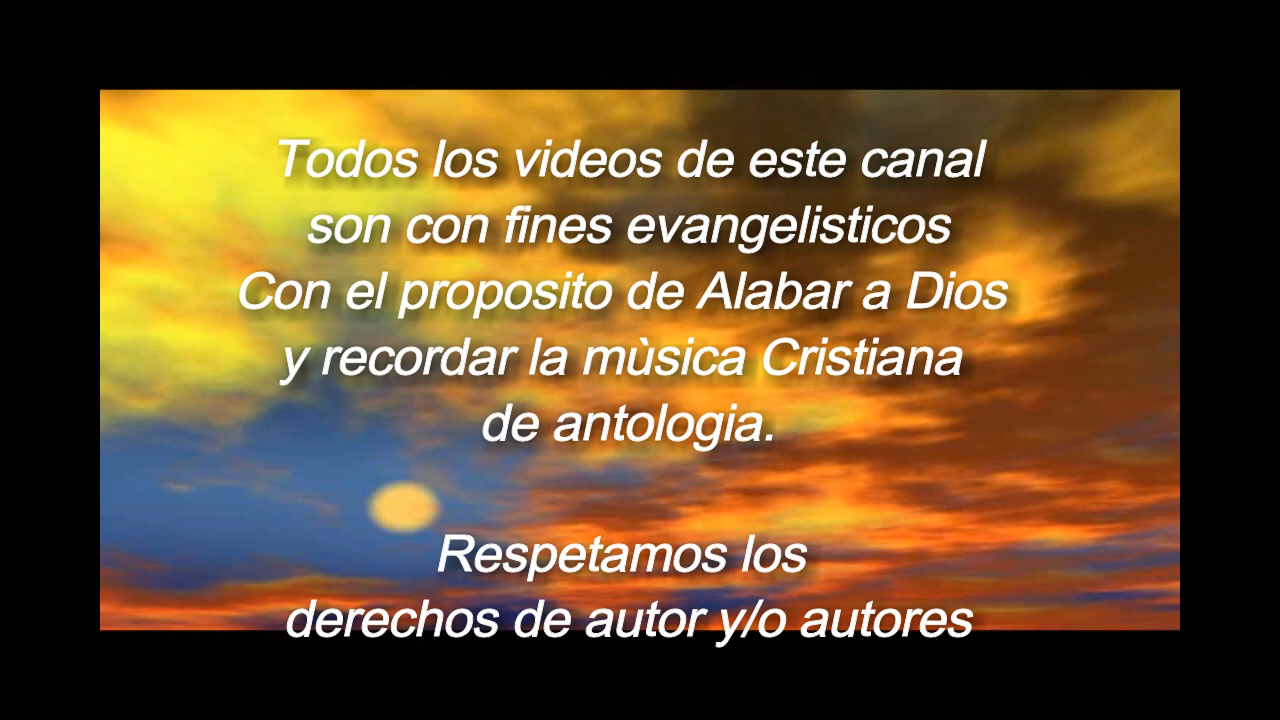 Todos los videos de este canal
son con fines evangelisticos
Con el proposito de Alabar a Dios
y recordar la mùsica Cristiana
de antologia.
Respetamos los
derechos de autor y/o autores